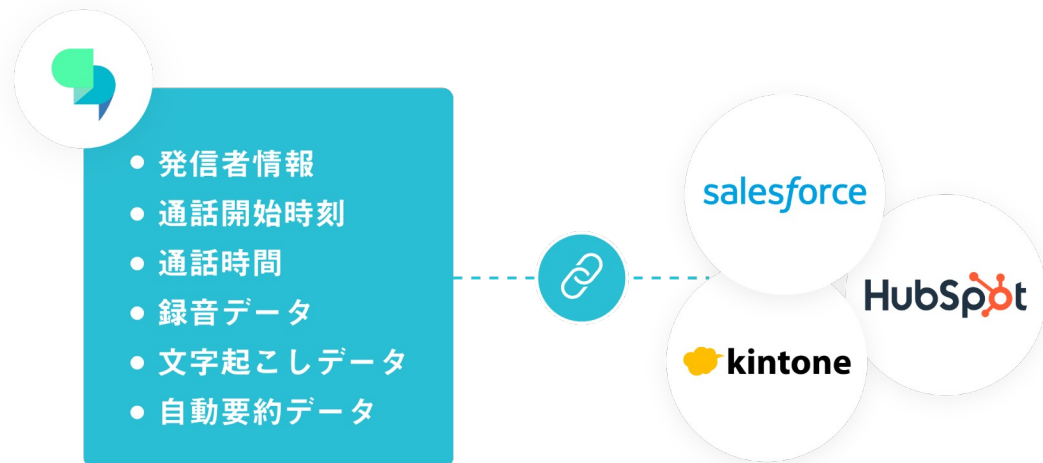 発信者情報
通話開始時刻
通話時間
録音データ
文字起こしデータ
自動要約データ
salesforce
HubSpot
kintone